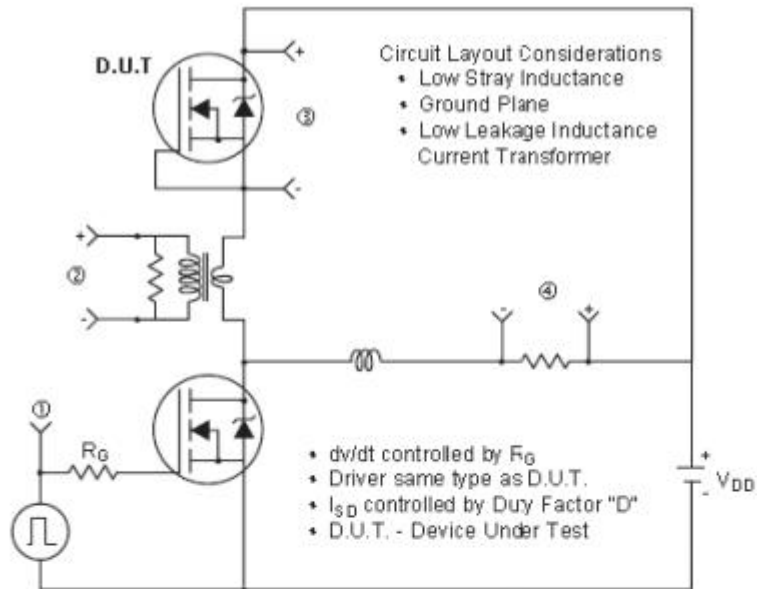 D.U.T
+
Circuit Layout Considerations
• Low Stray Inductance
• Ground Plane
• Low Leakage Inductance
Current Transformer
③
-
+
②
-
-
④
+
①
RG
• dv/dt controlled by RG
• Driver same type as D.U.T.
• ISD controlled by Duty Factor "D"
• D.U.T. - Device Under Test
+
VDD
-